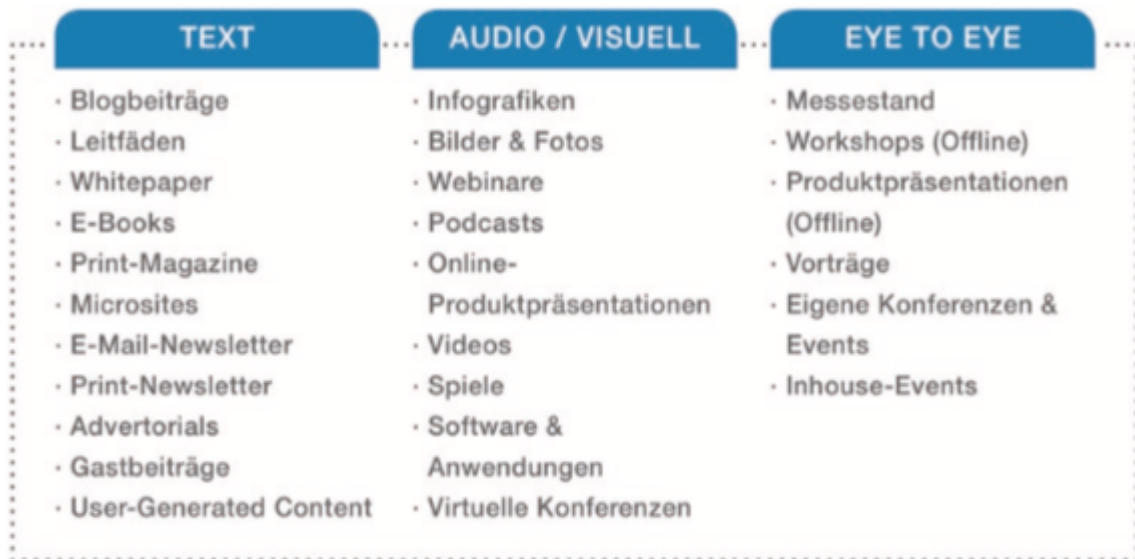 TEXT
· Blogbeiträge
· Leitfäden
· Whitepaper
· E-Books
· Print-Magazine
· Microsites
· E-Mail-Newsletter
· Print-Newsletter
· Advertorials
· Gastbeiträge
· User-Generated Content
AUDIO / VISUELL
· Infografiken
· Bilder & Fotos
· Webinare
· Podcasts
· Online-
Produktpräsentationen
· Videos
· Spiele
· Software &
Anwendungen
· Virtuelle Konferenzen
EYE TO EYE
· Messestand
· Workshops (Offline)
· Produktpräsentationen
(Offline)
· Vorträge
· Eigene Konferenzen &
Events
· Inhouse-Events